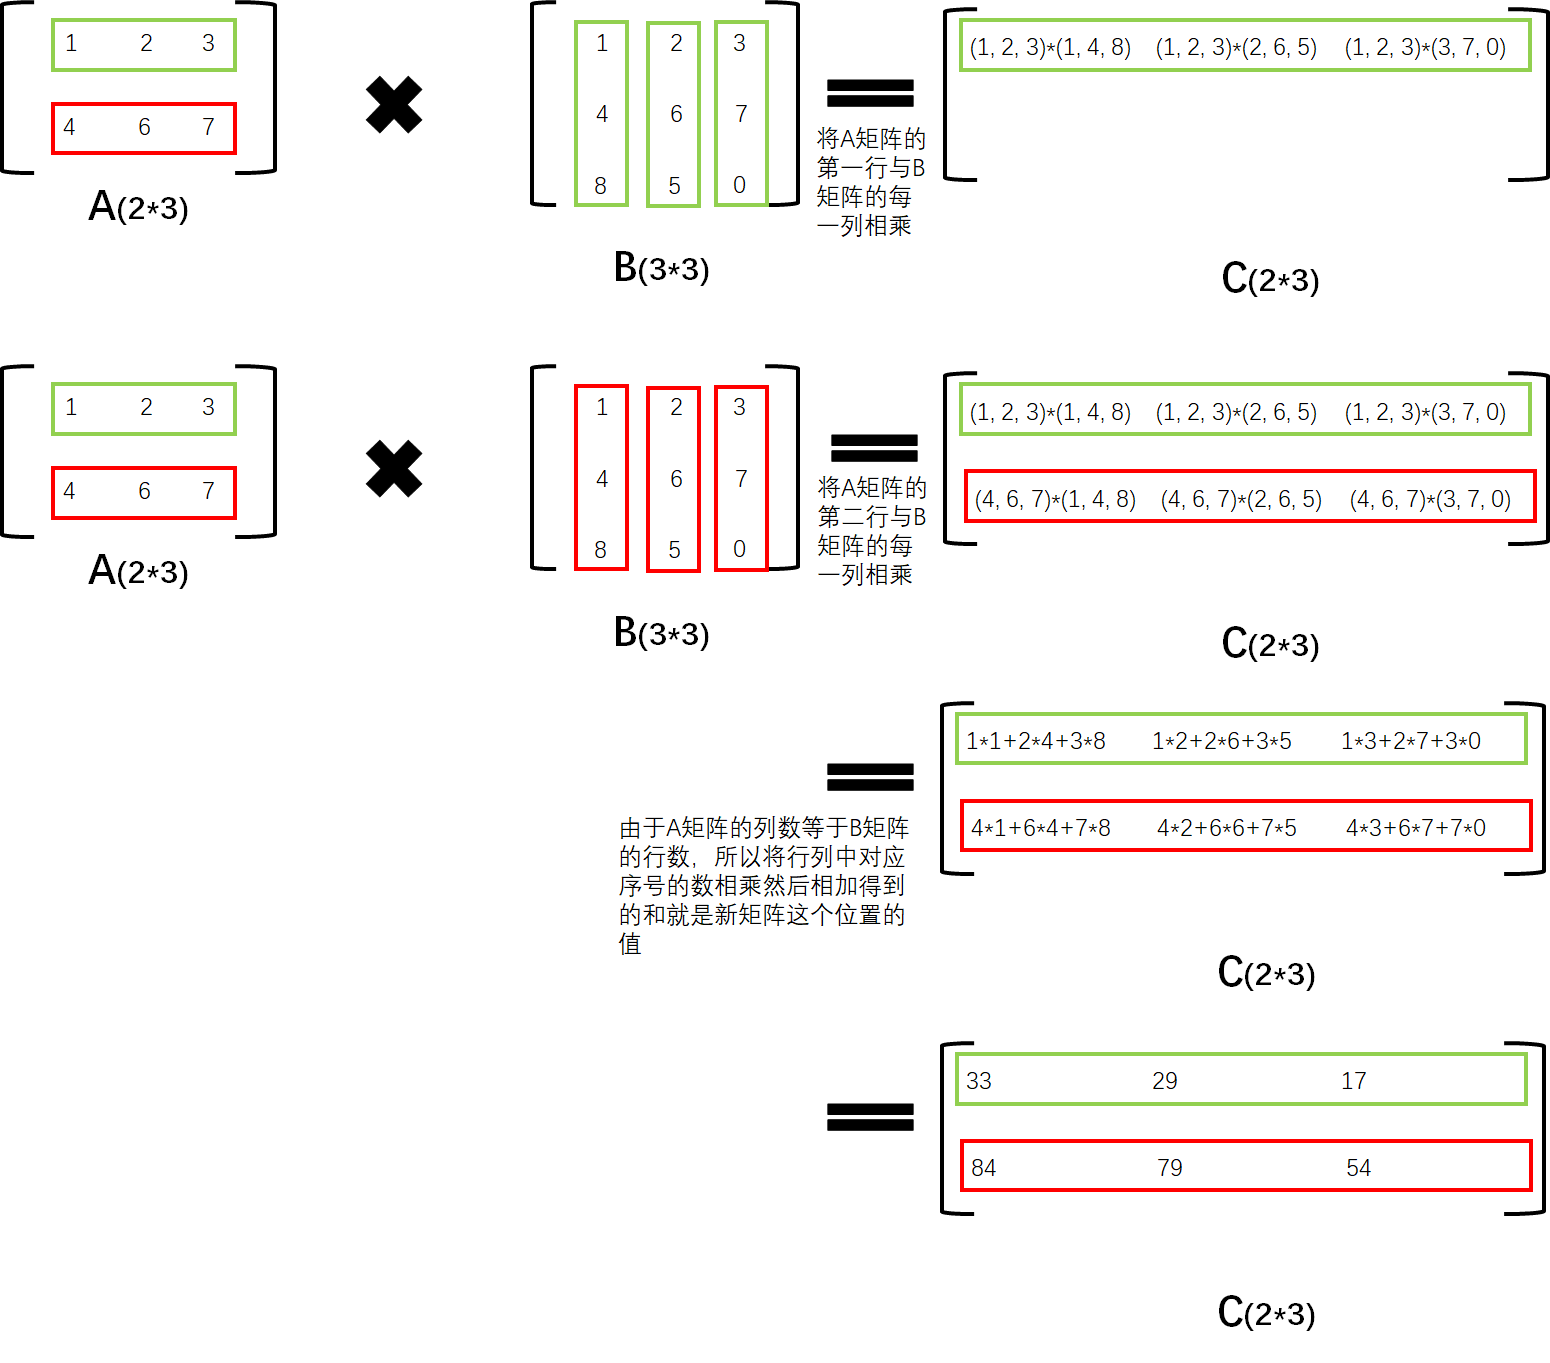 1 2 3
4 6 7
A(2*3)
1 2 3
4 6 7
8 5 0
B(3*3)
将A矩阵的
第一行与B
矩阵的每
一列相乘
(1, 2, 3)*(1, 4, 8) (1, 2, 3)*(2, 6, 5) (1, 2, 3)*(3, 7, 0)
C(2*3)
1 2 3
4 6 7
A(2*3)
1 2 3
4 6 7
8 5 0
B(3*3)
将A矩阵的
第二行与B
矩阵的每
一列相乘
(1, 2, 3)*(1, 4, 8) (1, 2, 3)*(2, 6, 5) (1, 2, 3)*(3, 7, 0)
(4, 6, 7)*(1, 4, 8) (4, 6, 7)*(2, 6, 5) (4, 6, 7)*(3, 7, 0)
C(2*3)
由于A矩阵的列数等于B矩阵
的行数，所以将行列中对应
序号的数相乘然后相加得到
的和就是新矩阵这个位置的
值
1*1+2*4+3*8 1*2+2*6+3*5 1*3+2*7+3*0
4*1+6*4+7*8 4*2+6*6+7*5 4*3+6*7+7*0
C(2*3)
33 29 17
84 79 54
C(2*3)